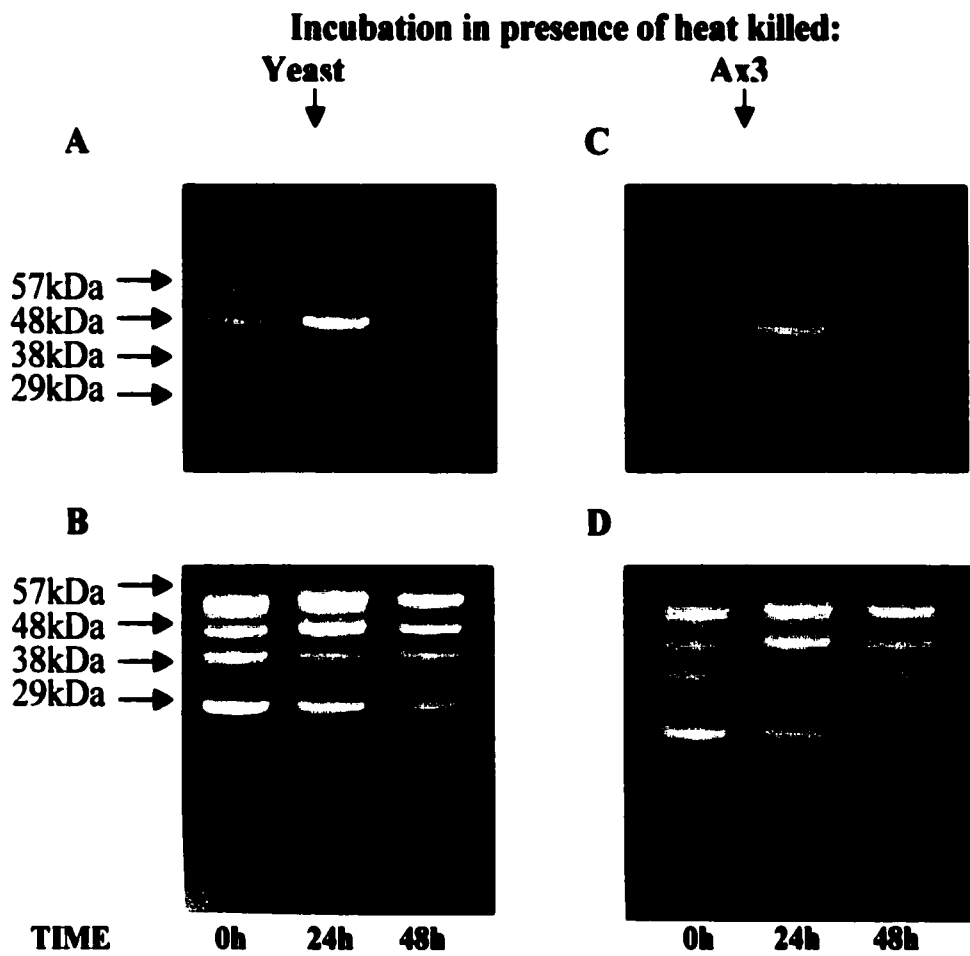 Incubation in presence of heat killed:
Yeast Ax3
A C
57kDa
48kDa
38kDa
29kDa
B D
57kDa
48kDa
38kDa
29kDa
TIME 0h 24h 48h 0h 24h 48h